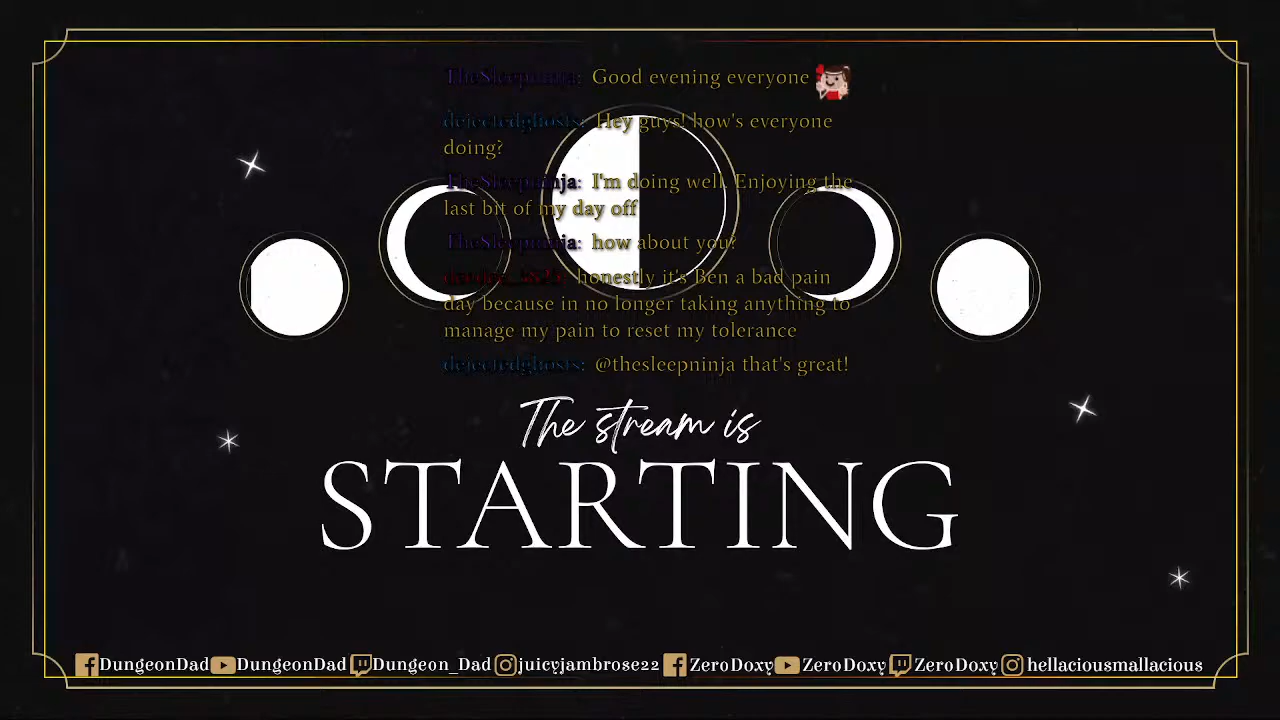 TheSleepninja: Good evening everyone
dejectedghosts: Hey guys! how's everyone
doing?
TheSleepninja: I'm doing well. Enjoying the
last bit of my day off
TheSleepninja: how about you?
honestly it's Ben a bad pain
day because in no longer taking anything to
manage my pain to reset my tolerance
dejectedghosts: @thesleepninja that's great!
The stream is
STARTING
DungeonDad DungeonDad Dungeon_Dad juicyjambrose22 ZeroDoxy ZeroDoxy ZeroDoxy hellaciousmallacious